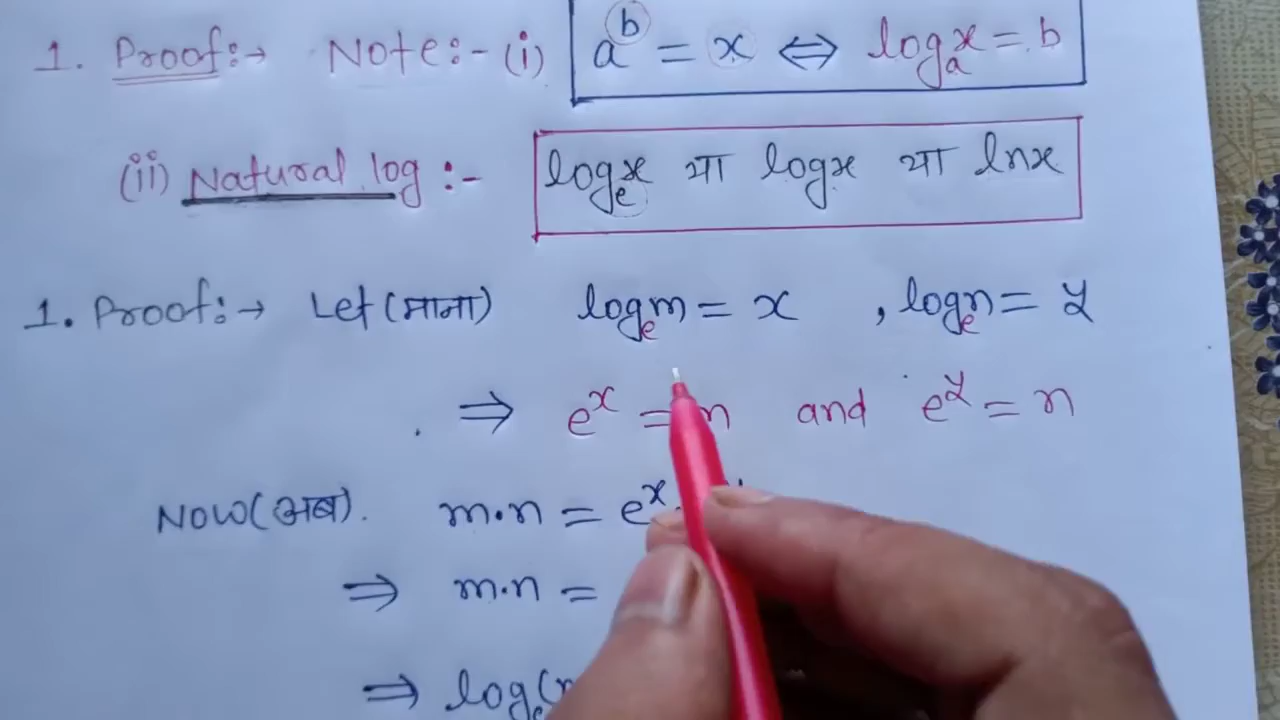 1. Proof:→ Note:- (i) a^b = x ⇔ log_a x = b
(ii) Natural log :- log_e x या log x या ln x
1. Proof:→ Let (माना) log_e m = x , log_e n = y
⇒ e^x = m and e^y = n
Now (अब). m·n = e^x
⇒ m·n =
⇒ log_e(